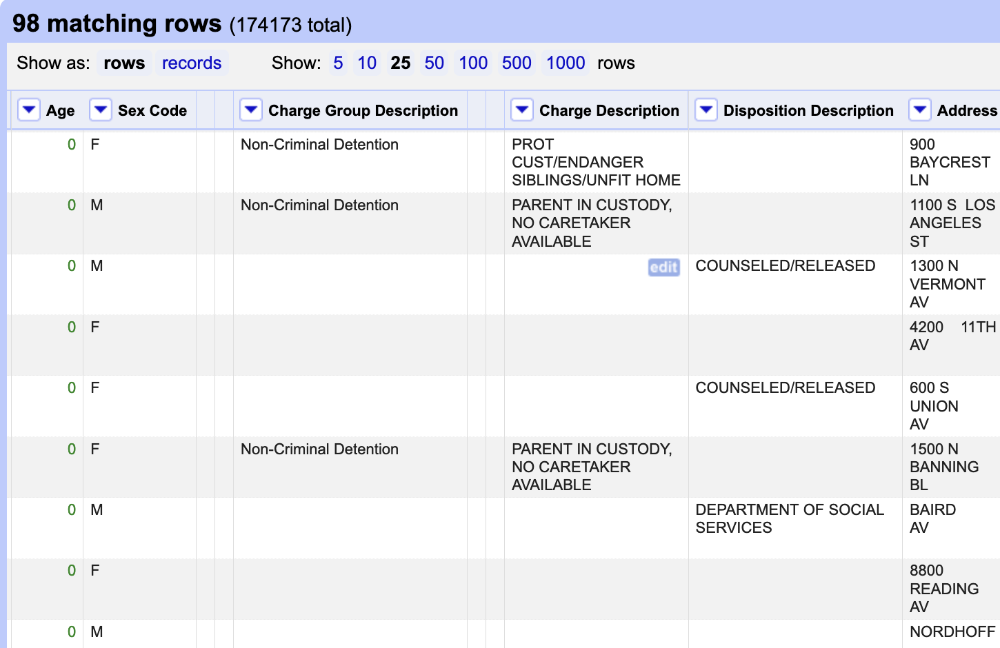 98 matching rows (174173 total)
Show as: rows records Show: 5 10 25 50 100 500 1000 rows
Age Sex Code Charge Group Description Charge Description Disposition Description Address
0 F Non-Criminal Detention PROT 900
CUST/ENDANGER BAYCREST
SIBLINGS/UNFIT HOME LN
0 M Non-Criminal Detention PARENT IN CUSTODY, 1100 S LOS
NO CARETAKER ANGELES
AVAILABLE ST
0 M edit COUNSELED/RELEASED 1300 N
VERMONT
AV
0 F 4200 11TH
AV
0 F COUNSELED/RELEASED 600 S
UNION
AV
0 F Non-Criminal Detention PARENT IN CUSTODY, 1500 N
NO CARETAKER BANNING
AVAILABLE BL
0 M DEPARTMENT OF SOCIAL BAIRD
SERVICES AV
0 F 8800
READING
AV
0 M NORDHOFF